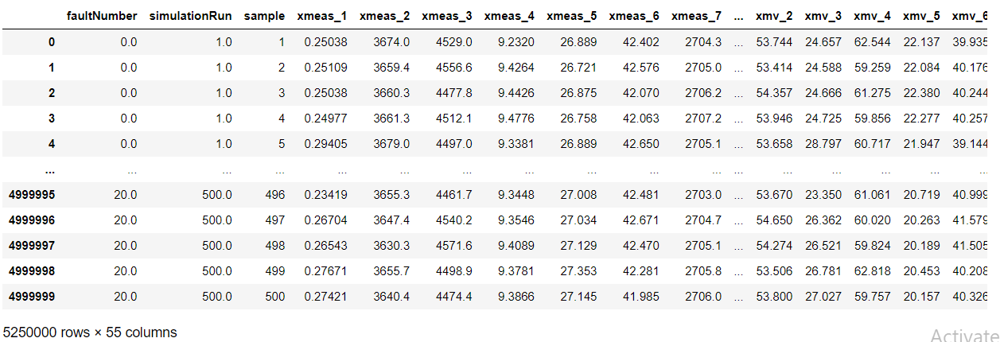 faultNumber simulationRun sample xmeas_1 xmeas_2 xmeas_3 xmeas_4 xmeas_5 xmeas_6 xmeas_7 ... xmv_2 xmv_3 xmv_4 xmv_5 xmv_6
0 0.0 1.0 1 0.25038 3674.0 4529.0 9.2320 26.889 42.402 2704.3 ... 53.744 24.657 62.544 22.137 39.935
1 0.0 1.0 2 0.25109 3659.4 4556.6 9.4264 26.721 42.576 2705.0 ... 53.414 24.588 59.259 22.084 40.176
2 0.0 1.0 3 0.25038 3660.3 4477.8 9.4426 26.875 42.070 2706.2 ... 54.357 24.666 61.275 22.380 40.244
3 0.0 1.0 4 0.24977 3661.3 4512.1 9.4776 26.758 42.063 2707.2 ... 53.946 24.725 59.856 22.277 40.257
4 0.0 1.0 5 0.29405 3679.0 4497.0 9.3381 26.889 42.650 2705.1 ... 53.658 28.797 60.717 21.947 39.144
... ... ... ... ... ... ... ... ... ... ... ... ... ... ... ... ...
4999995 20.0 500.0 496 0.23419 3655.3 4461.7 9.3448 27.008 42.481 2703.0 ... 53.670 23.350 61.061 20.719 40.999
4999996 20.0 500.0 497 0.26704 3647.4 4540.2 9.3546 27.034 42.671 2704.7 ... 54.650 26.362 60.020 20.263 41.579
4999997 20.0 500.0 498 0.26543 3630.3 4571.6 9.4089 27.129 42.470 2705.1 ... 54.274 26.521 59.824 20.189 41.505
4999998 20.0 500.0 499 0.27671 3655.7 4498.9 9.3781 27.353 42.281 2705.8 ... 53.506 26.781 62.818 20.453 40.208
4999999 20.0 500.0 500 0.27421 3640.4 4474.4 9.3866 27.145 41.985 2706.0 ... 53.800 27.027 59.757 20.157 40.326
5250000 rows × 55 columns
Activate